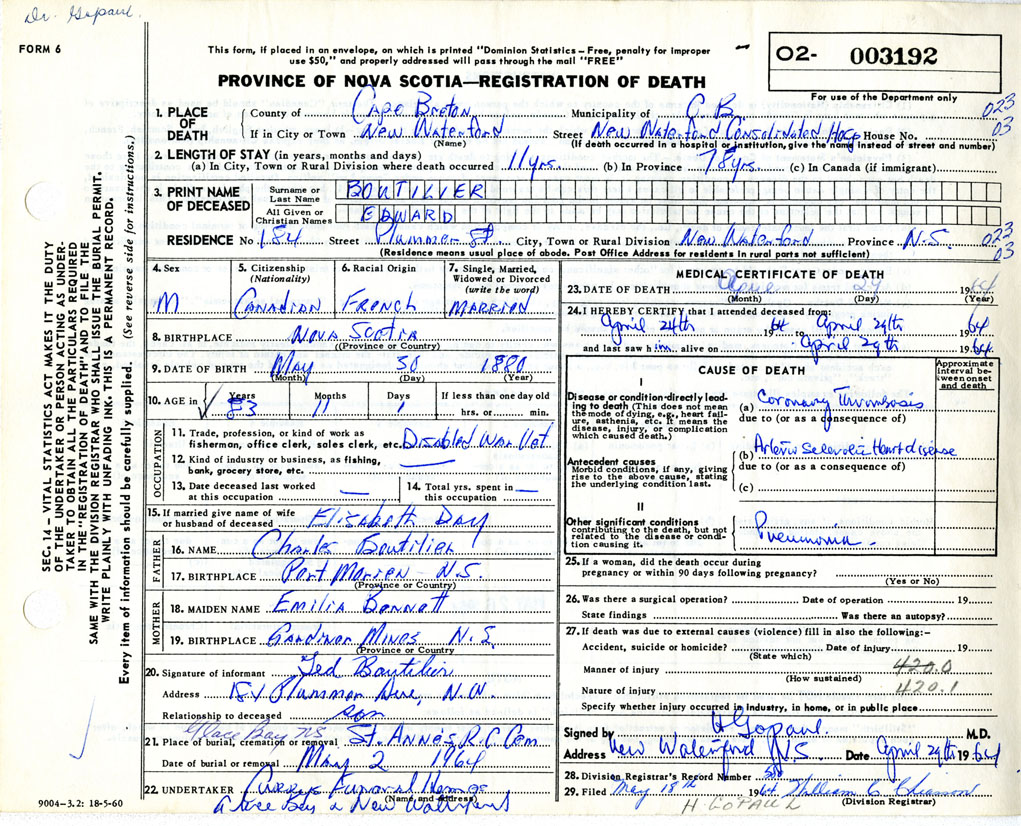 Dr. Gopaul.
FORM 6
This form, if placed in an envelope, on which is printed "Dominion Statistics – Free, penalty for improper
use $50," and properly addressed will pass through the mail "FREE"
PROVINCE OF NOVA SCOTIA—REGISTRATION OF DEATH
O2- 003192
For use of the Department only
1. PLACE OF DEATH
County of Cape Breton Municipality of C.B. 023
If in City or Town New Waterford Street New Waterford Consolidated Hosp House No. 03
(Name) (If death occurred in a hospital or institution, give the name instead of street and number)
2. LENGTH OF STAY (in years, months and days)
(a) In City, Town or Rural Division where death occurred 11 yrs. (b) In Province 78 yrs. (c) In Canada (if immigrant)
3. PRINT NAME OF DECEASED
Surname or Last Name BOUTILIER
All Given or Christian Names EDWARD
RESIDENCE No. 184 Street Plummer St. City, Town or Rural Division New Waterford Province N.S. 023
03
(Residence means usual place of abode. Post Office Address for residents in rural parts not sufficient)
4. Sex
M
5. Citizenship (Nationality)
Canadian
6. Racial Origin
French
7. Single, Married, Widowed or Divorced (write the word)
Married
8. BIRTHPLACE Nova Scotia
(Province or Country)
9. DATE OF BIRTH May 30 1880
(Month) (Day) (Year)
10. AGE in Years 83 Months 11 Days 1 If less than one day old hrs. or min.
OCCUPATION
11. Trade, profession, or kind of work as
fisherman, office clerk, sales clerk, etc. Disabled War Vet
12. Kind of industry or business, as fishing,
bank, grocery store, etc.
13. Date deceased last worked
at this occupation
14. Total yrs. spent in
this occupation
15. If married give name of wife
or husband of deceased Elisabeth Day
FATHER
16. NAME Charles Boutilier
17. BIRTHPLACE Port Morien - N.S.
(Province or Country)
MOTHER
18. MAIDEN NAME Emilia Bennett
19. BIRTHPLACE Gardiner Mines N.S.
(Province or Country)
20. Signature of informant Ted Boutilier
Address 184 Plummer Ave, N.W.
Relationship to deceased son
Glace Bay NS
21. Place of burial, cremation or removal St. Annes R.C Cem
Date of burial or removal May 2 1964
22. UNDERTAKER Currys Funeral Homes
(Name and Address)
Glace Bay & New Waterford
9004-3.2: 18-5-60
MEDICAL CERTIFICATE OF DEATH
23. DATE OF DEATH April 29 1964
(Month) (Day) (Year)
24. I HEREBY CERTIFY that I attended deceased from:
April 24th 1964 April 29th 1964
and last saw him alive on April 29th 1964
CAUSE OF DEATH
Approximate interval between onset and death
I
Disease or condition directly leading to death (This does not mean the mode of dying, e.g., heart failure, asthenia, etc. It means the disease, injury, or complication which caused death.)
(a) Coronary Thrombosis
due to (or as a consequence of)
Antecedent causes
Morbid conditions, if any, giving rise to the above cause, stating the underlying condition last.
(b) Arterio Sclerotic Heart disease
due to (or as a consequence of)
(c)
II
Other significant conditions
contributing to the death, but not related to the disease or condition causing it.
Pneumonia.
25. If a woman, did the death occur during
pregnancy or within 90 days following pregnancy?
(Yes or No)
26. Was there a surgical operation? Date of operation 19
State findings Was there an autopsy?
27. If death was due to external causes (violence) fill in also the following:–
Accident, suicide or homicide? Date of injury 19
(State which)
Manner of injury 420.0
(How sustained)
Nature of injury 420.1
Specify whether injury occurred in industry, in home, or in public place
Signed by H Gopaul M.D.
Address New Waterford N.S. Date April 29th 1964
28. Division Registrar's Record Number
29. Filed May 18th 1964 William C Chiasson
(Division Registrar)
H. GOPAUL
SEC. 14 – VITAL STATISTICS ACT MAKES IT THE DUTY
OF THE UNDERTAKER OR PERSON ACTING AS UNDER-
TAKER TO OBTAIN ALL THE PARTICULARS REQUIRED
IN THE "REGISTRATION OF DEATH" AND TO FILE THE
SAME WITH THE DIVISION REGISTRAR WHO SHALL ISSUE THE BURIAL PERMIT.
WRITE PLAINLY WITH UNFADING INK. THIS IS A PERMANENT RECORD.
Every item of information should be carefully supplied. (See reverse side for instructions.)